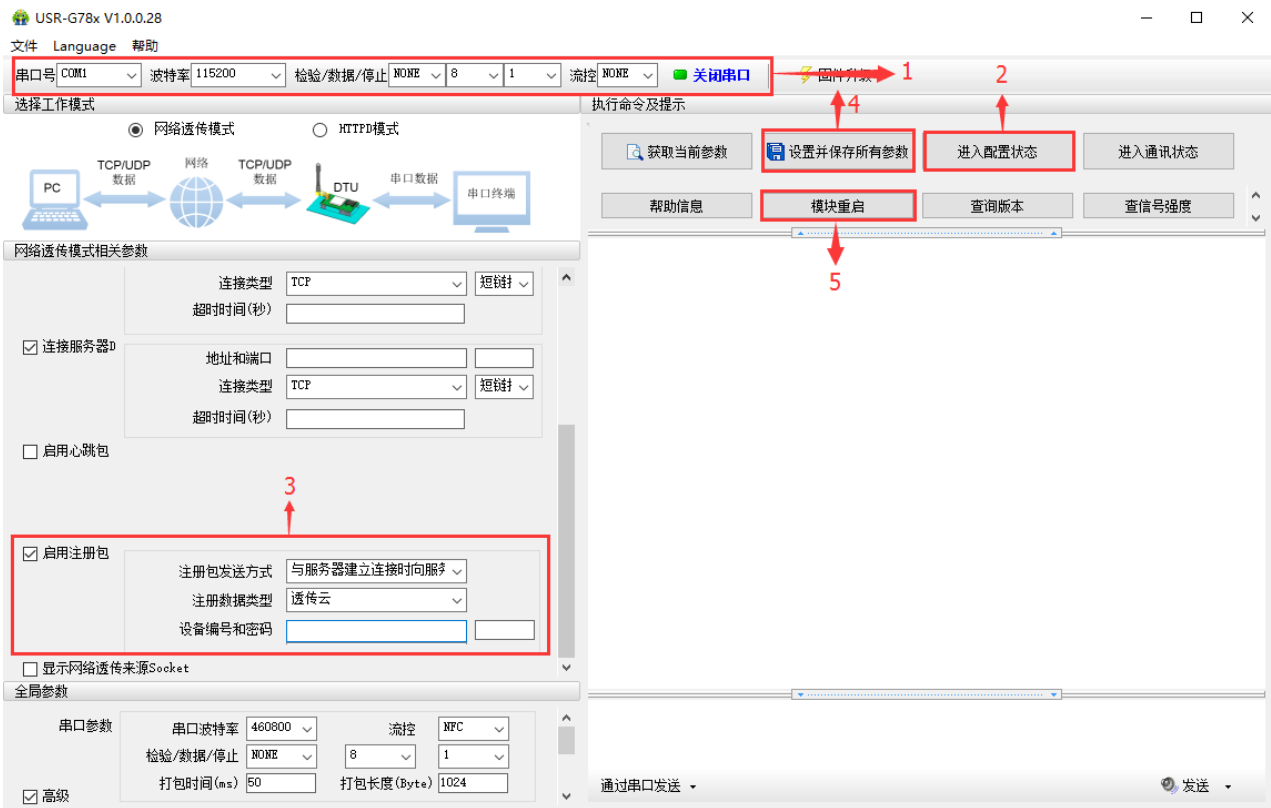 USR-G78x V1.0.0.28
文件 Language 帮助
串口号 COM1 波特率 115200 检验/数据/停止 NONE 8 1 流控 NONE 关闭串口 固件升级 1 2
选择工作模式 执行命令及提示 4
网络透传模式 HTTPD模式
获取当前参数 设置并保存所有参数 进入配置状态 进入通讯状态
PC TCP/UDP 数据 网络 TCP/UDP 数据 DTU 串口数据 串口终端
帮助信息 模块重启 查询版本 查信号强度
网络透传模式相关参数
连接类型 TCP 短链接 5
超时时间(秒)
连接服务器D
地址和端口
连接类型 TCP 短链接
超时时间(秒)
启用心跳包
3
启用注册包
注册包发送方式 与服务器建立连接时向服务
注册数据类型 透传云
设备编号和密码
显示网络透传来源Socket
全局参数
串口参数 串口波特率 460800 流控 NFC
检验/数据/停止 NONE 8 1
打包时间(ms) 50 打包长度(Byte) 1024
高级
通过串口发送 发送